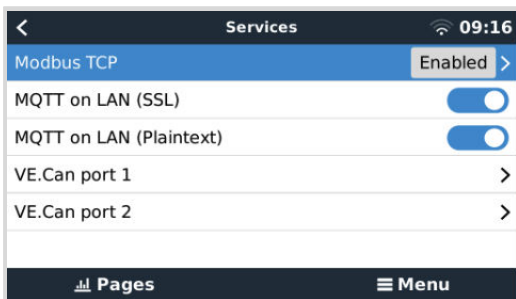 Services 09:16
Modbus TCP Enabled
MQTT on LAN (SSL)
MQTT on LAN (Plaintext)
VE.Can port 1
VE.Can port 2
Pages Menu